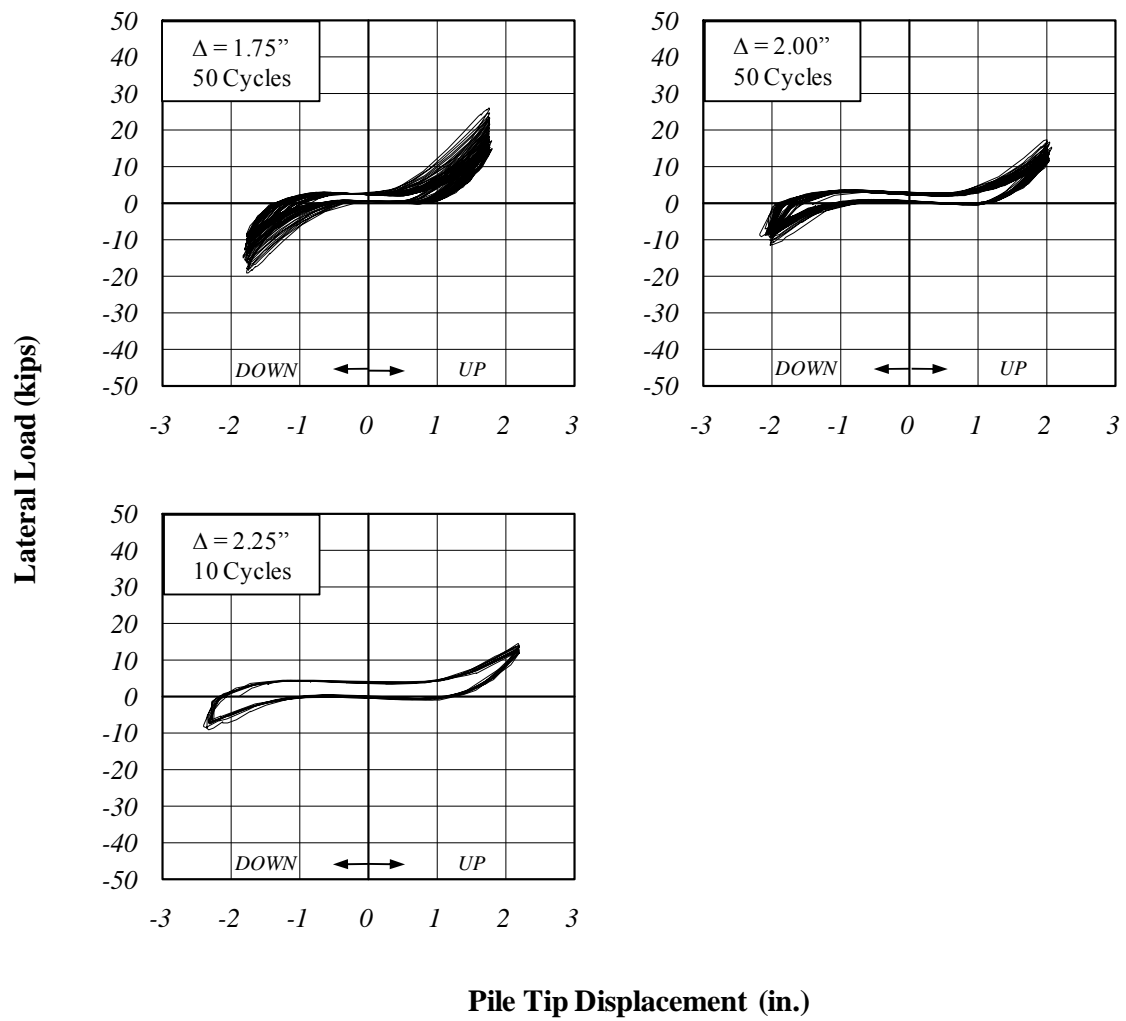 50
40
30
20
10
0
-10
-20
-30
-40
-50
Δ = 1.75”
50 Cycles
DOWN UP
-3 -2 -1 0 1 2 3
50
40
30
20
10
0
-10
-20
-30
-40
-50
Δ = 2.00”
50 Cycles
DOWN UP
-3 -2 -1 0 1 2 3
Lateral Load (kips)
50
40
30
20
10
0
-10
-20
-30
-40
-50
Δ = 2.25”
10 Cycles
DOWN UP
-3 -2 -1 0 1 2 3
Pile Tip Displacement (in.)